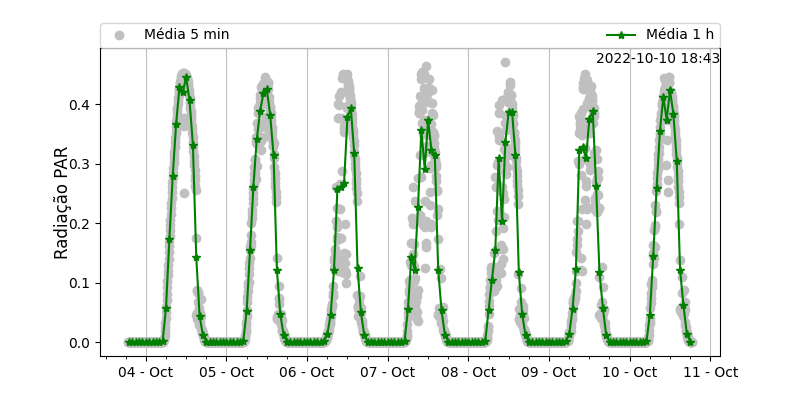 Média 5 min
Média 1 h
2022-10-10 18:43
Radiação PAR
0.4
0.3
0.2
0.1
0.0
04 - Oct
05 - Oct
06 - Oct
07 - Oct
08 - Oct
09 - Oct
10 - Oct
11 - Oct